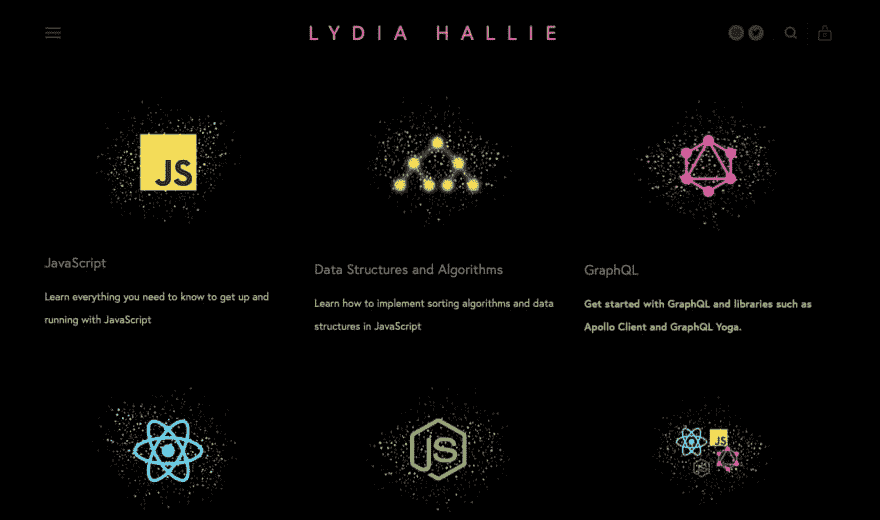 LYDIA HALLIE
0
JS
JavaScript
Learn everything you need to know to get up and
running with JavaScript
Data Structures and Algorithms
Learn how to implement sorting algorithms and data
structures in JavaScript
GraphQL
Get started with GraphQL and libraries such as
Apollo Client and GraphQL Yoga.
JS
JS
JS